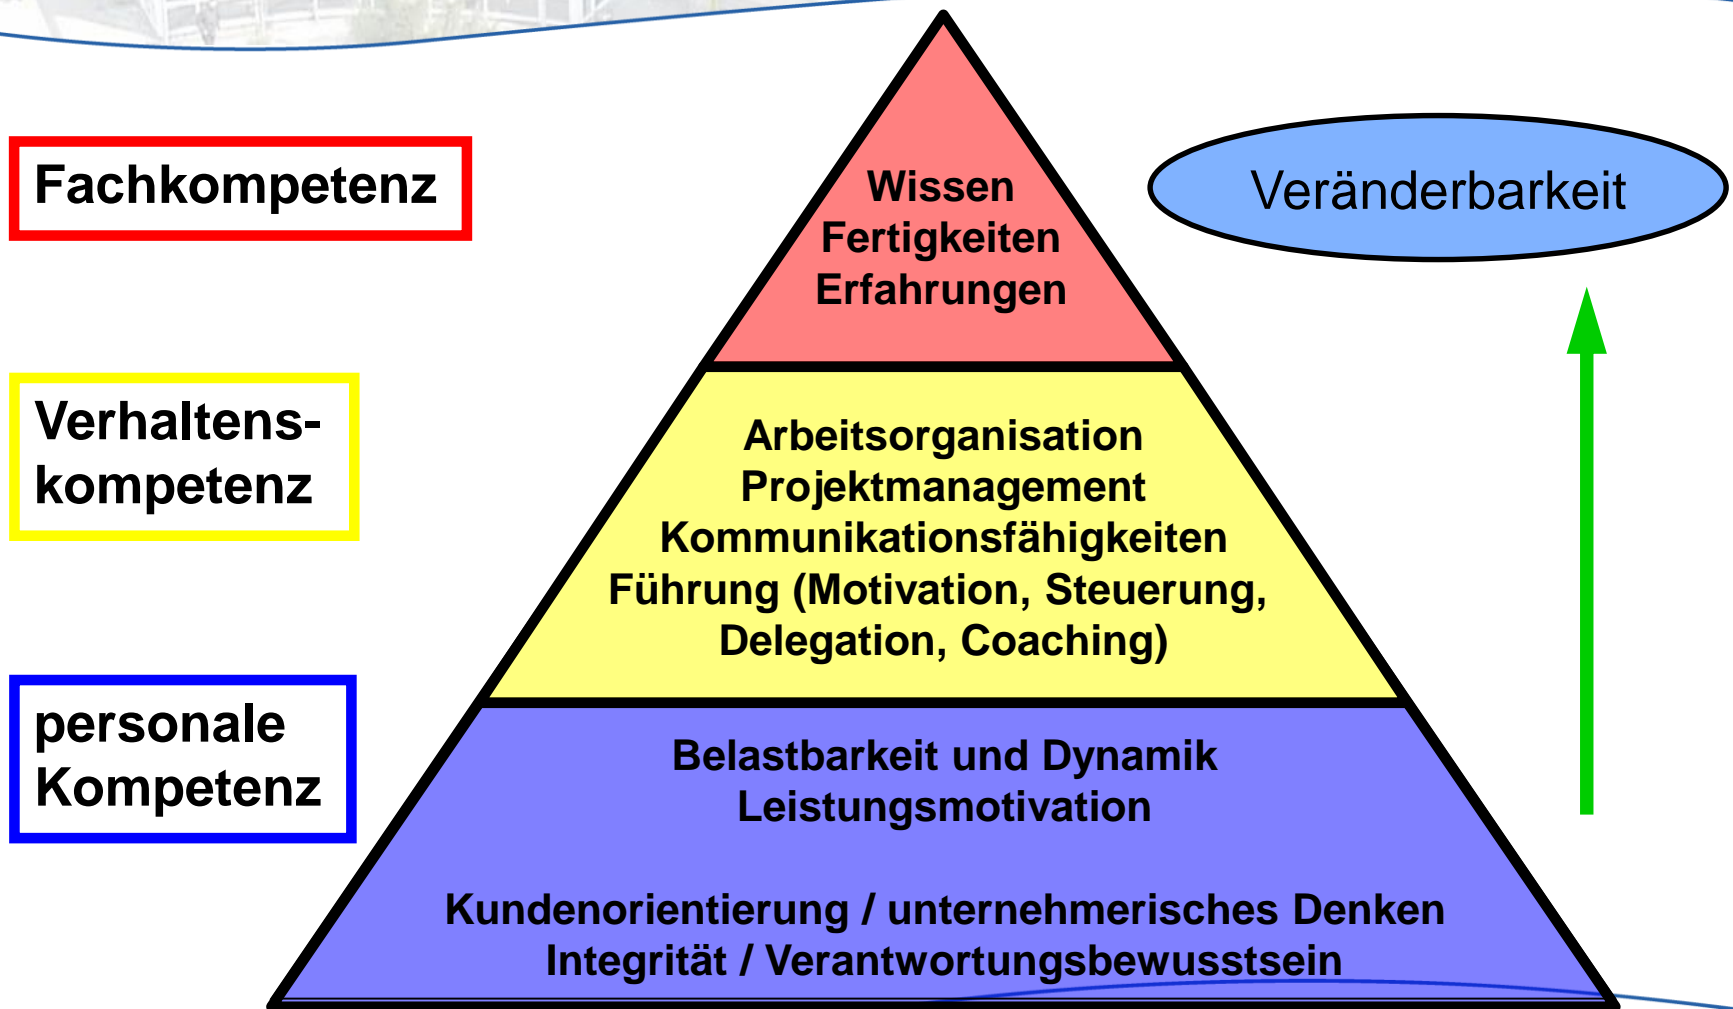 Fachkompetenz
Wissen
Fertigkeiten
Erfahrungen
Veränderbarkeit
Verhaltens-
kompetenz
Arbeitsorganisation
Projektmanagement
Kommunikationsfähigkeiten
Führung (Motivation, Steuerung,
Delegation, Coaching)
personale
Kompetenz
Belastbarkeit und Dynamik
Leistungsmotivation
Kundenorientierung / unternehmerisches Denken
Integrität / Verantwortungsbewusstsein